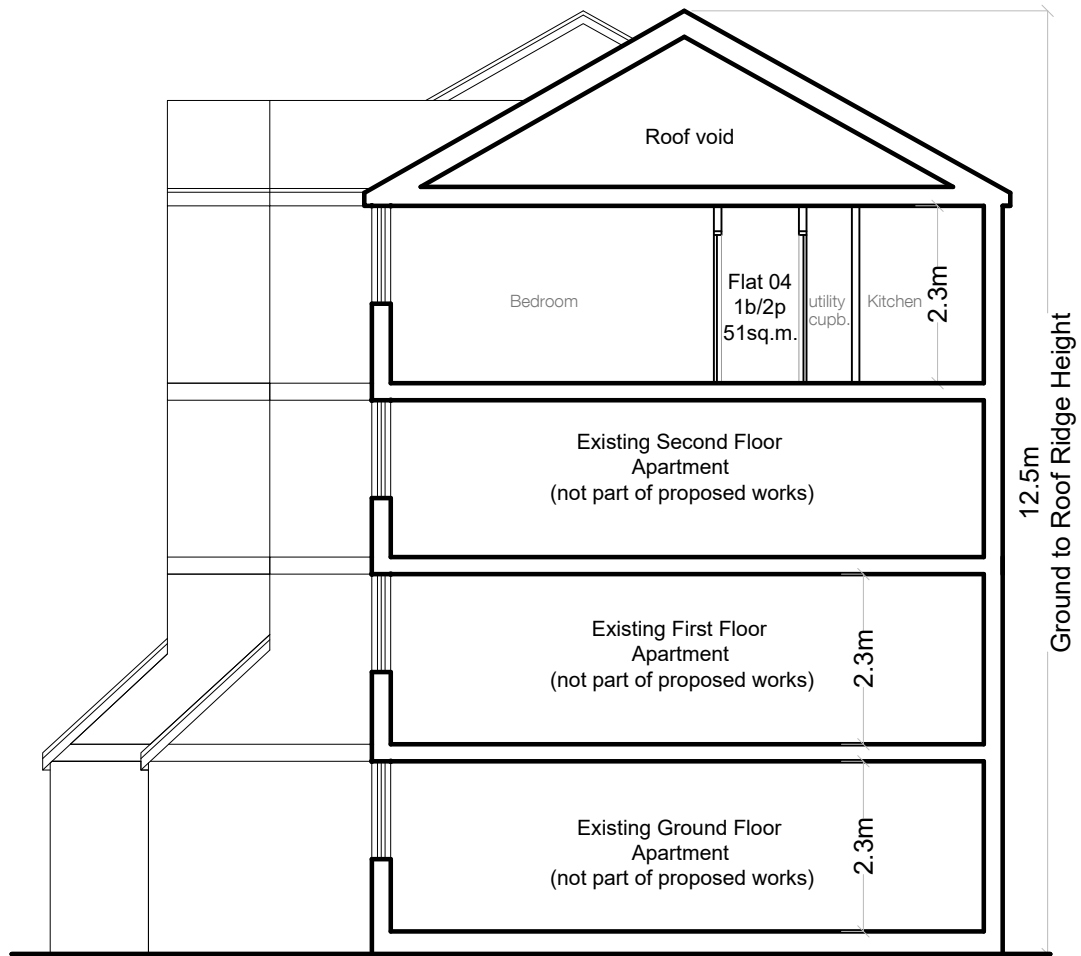 Roof void
Bedroom
Flat 04
1b/2p
51sq.m.
utility
cupb.
Kitchen
2.3m
Existing Second Floor
Apartment
(not part of proposed works)
12.5m
Ground to Roof Ridge Height
Existing First Floor
Apartment
(not part of proposed works)
2.3m
Existing Ground Floor
Apartment
(not part of proposed works)
2.3m